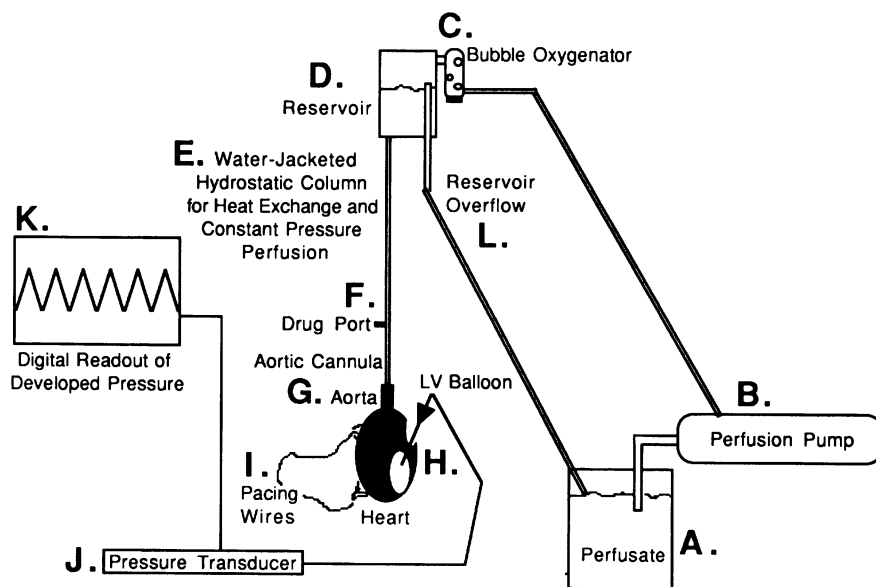 C.
Bubble Oxygenator
D.
Reservoir
E. Water-Jacketed
Hydrostatic Column
for Heat Exchange and
Constant Pressure
Perfusion
Reservoir
Overflow
L.
K.
Digital Readout of
Developed Pressure
F.
Drug Port
Aortic Cannula
G. Aorta
LV Balloon
H.
I.
Pacing
Wires
Heart
J. Pressure Transducer
B.
Perfusion Pump
A.
Perfusate